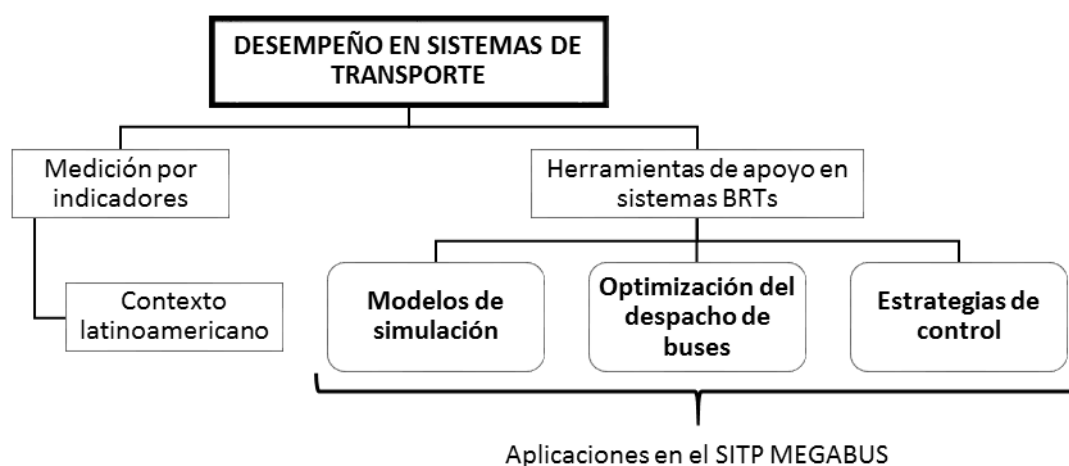 DESEMPEÑO EN SISTEMAS DE
TRANSPORTE
Medición por
indicadores
Herramientas de apoyo en
sistemas BRTs
Contexto
latinoamericano
Modelos de
simulación
Optimización del
despacho de
buses
Estrategias de
control
Aplicaciones en el SITP MEGABUS